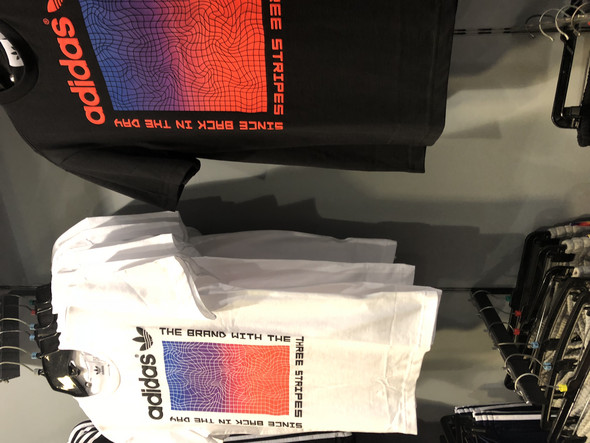 adidas
THREE STRIPES
SINCE BACK IN THE DAY
adidas
THE BRAND WITH THE
THREE STRIPES
SINCE BACK IN THE DAY